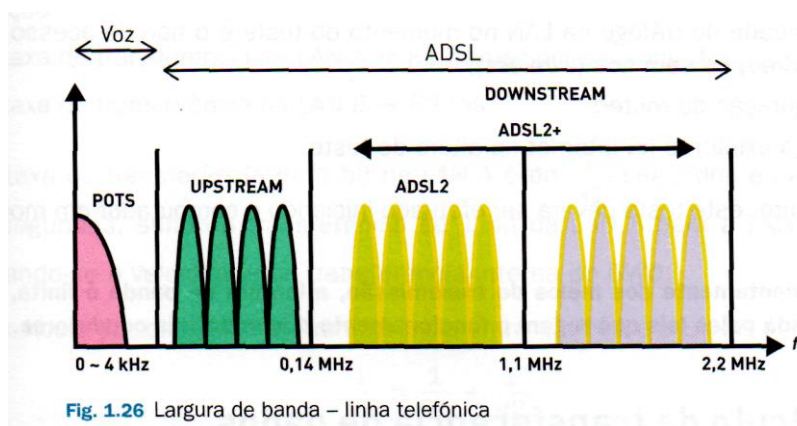 Voz
ADSL
DOWNSTREAM
ADSL2+
POTS
UPSTREAM
ADSL2
f
0 ~ 4 kHz
0,14 MHz
1,1 MHz
2,2 MHz
Fig. 1.26 Largura de banda – linha telefónica